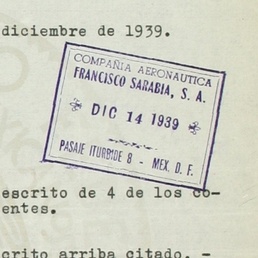 diciembre de 1939.
COMPAÑIA AERONAUTICA
FRANCISCO SARABIA, S. A.
DIC 14 1939
PASAJE ITURBIDE 8 - MEX. D. F.
escrito de 4 de los co-
entes.
crito arriba citado. -